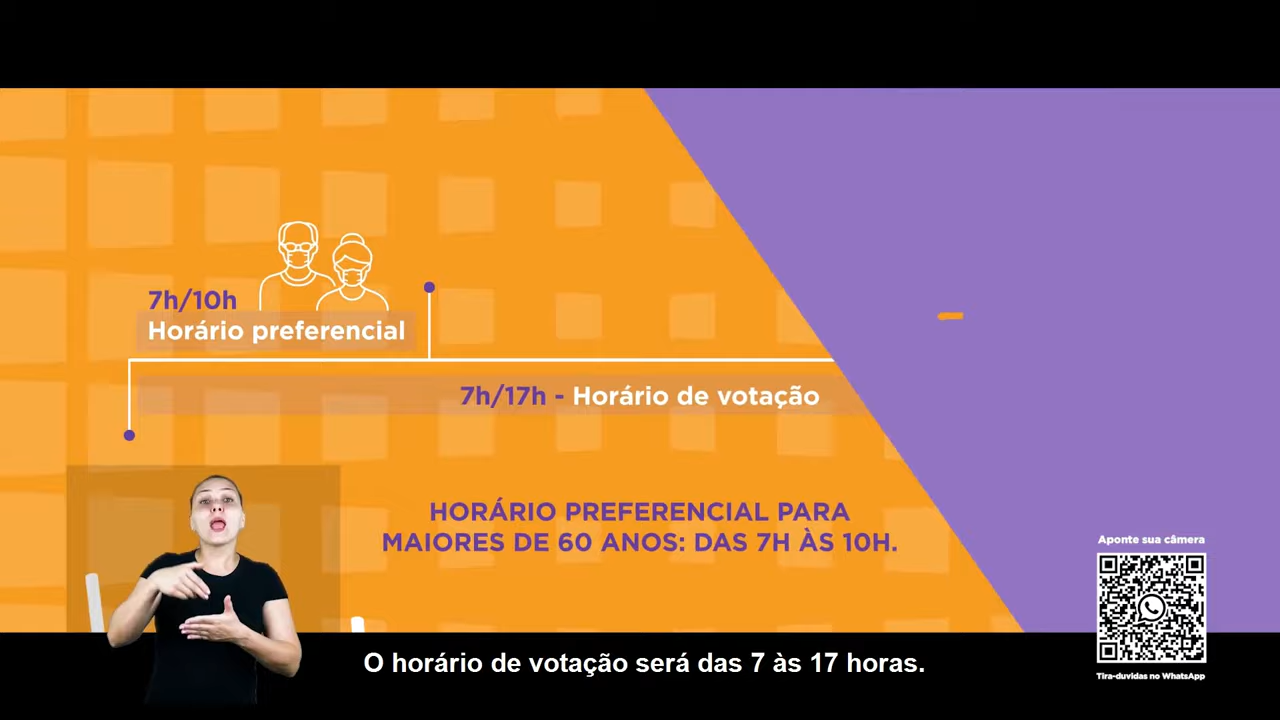 7h/10h
Horário preferencial
7h/17h - Horário de votação
HORÁRIO PREFERENCIAL PARA
MAIORES DE 60 ANOS: DAS 7H ÀS 10H.
Aponte sua câmera
Tira-duvidas no WhatsApp
O horário de votação será das 7 às 17 horas.